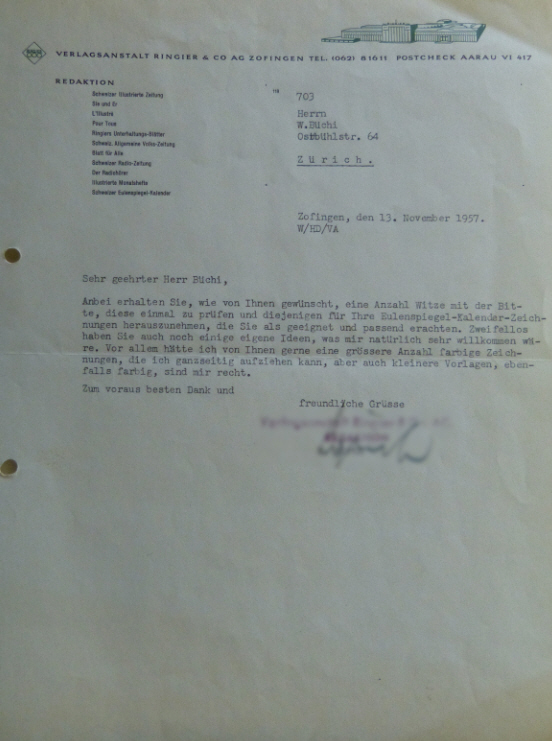 VERLAGSANSTALT RINGIER & CO AG ZOFINGEN TEL. (062) 81611 POSTCHECK AARAU VI 417
REDAKTION
Schweizer Illustrierte Zeitung
Sie und Er
L'Illustré
Pour Tous
Ringiers Unterhaltungs-Blätter
Schweiz. Allgemeine Volks-Zeitung
Blatt für Alle
Schweizer Radio-Zeitung
Der Radiohörer
Illustrierte Monatshefte
Schweizer Eulenspiegel-Kalender
703
Herrn
W.Büchi
Ostbühlstr. 64
Zürich.
Zofingen, den 13. November 1957.
W/HD/VA
Sehr geehrter Herr Büchi,
Anbei erhalten Sie, wie von Ihnen gewünscht, eine Anzahl Witze mit der Bit-
te, diese einmal zu prüfen und diejenigen für Ihre Eulenspiegel-Kalender-Zeich-
nungen herauszunehmen, die Sie als geeignet und passend erachten. Zweifellos
haben Sie auch noch einige eigene Ideen, was mir natürlich sehr willkommen wä-
re. Vor allem hätte ich von Ihnen gerne eine grössere Anzahl farbige Zeich-
nungen, die ich ganzseitig aufziehen kann, aber auch kleinere Vorlagen, eben-
falls farbig, sind mir recht.
Zum voraus besten Dank und
freundliche Grüsse